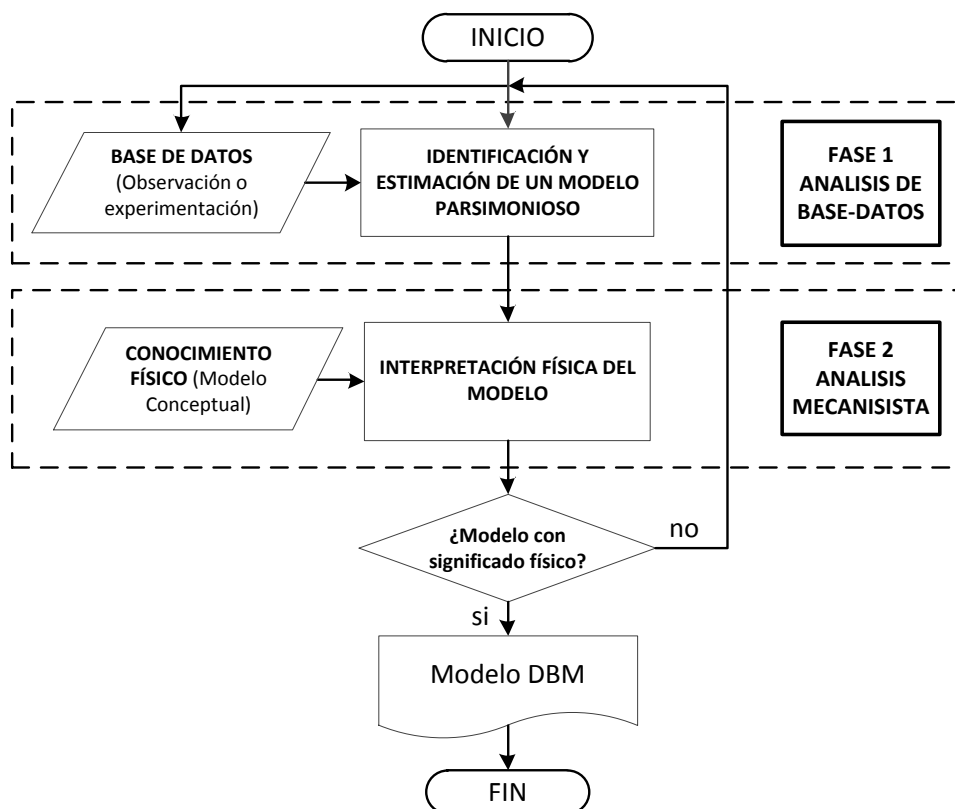 INICIO
BASE DE DATOS
(Observación o
experimentación)
IDENTIFICACIÓN Y
ESTIMACIÓN DE UN MODELO
PARSIMONIOSO
FASE 1
ANALISIS DE
BASE-DATOS
CONOCIMIENTO
FÍSICO (Modelo
Conceptual)
INTERPRETACIÓN FÍSICA DEL
MODELO
FASE 2
ANALISIS
MECANISISTA
¿Modelo con
significado físico?
no
si
Modelo DBM
FIN